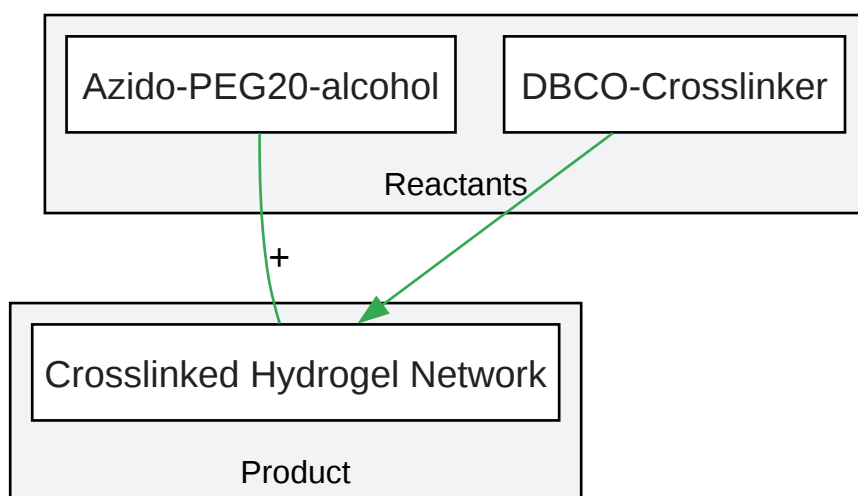 Azido-PEG20-alcohol
DBCO-Crosslinker
Reactants
+
Crosslinked Hydrogel Network
Product